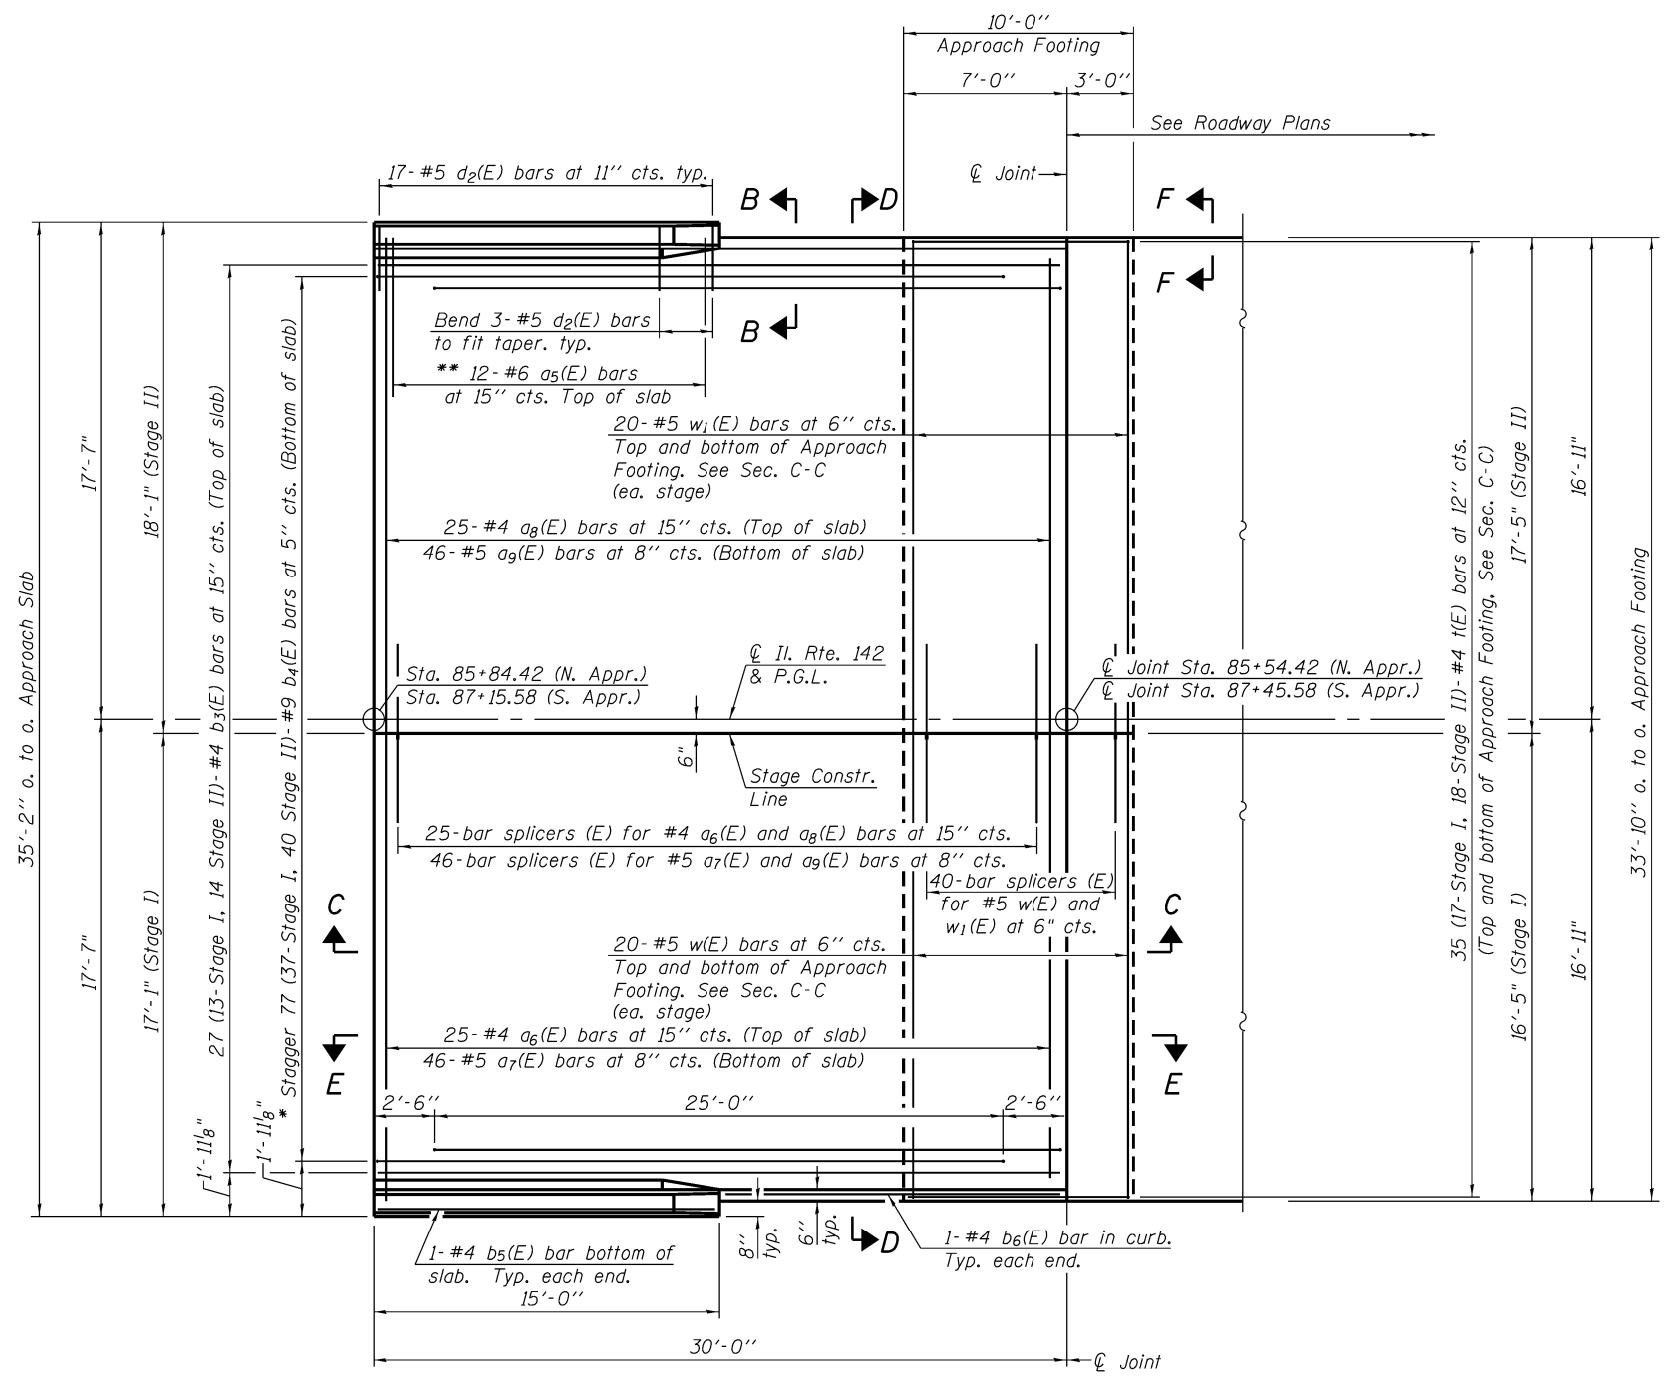 10'-0"
Approach Footing
7'-0"
3'-0"
See Roadway Plans
℄ Joint
17-#5 d2(E) bars at 11" cts. typ.
B
D
F
F
B
Bend 3-#5 d2(E) bars
to fit taper. typ.
** 12-#6 a5(E) bars
at 15" cts. Top of slab
20-#5 w1(E) bars at 6" cts.
Top and bottom of Approach
Footing. See Sec. C-C
(ea. stage)
25-#4 a8(E) bars at 15" cts. (Top of slab)
46-#5 a9(E) bars at 8" cts. (Bottom of slab)
35'-2" o. to o. Approach Slab
17'-7"
17'-7"
18'-1" (Stage II)
17'-1" (Stage I)
27 (13-Stage I, 14 Stage II)-#4 b3(E) bars at 15" cts. (Top of slab)
* Stagger 77 (37-Stage I, 40 Stage II)-#9 b4(E) bars at 5" cts. (Bottom of slab)
1'-11⅛"
1'-11⅛"
Sta. 85+84.42 (N. Appr.)
Sta. 87+15.58 (S. Appr.)
℄ Il. Rte. 142
& P.G.L.
℄ Joint Sta. 85+54.42 (N. Appr.)
℄ Joint Sta. 87+45.58 (S. Appr.)
6"
Stage Constr.
Line
25-bar splicers (E) for #4 a6(E) and a8(E) bars at 15" cts.
46-bar splicers (E) for #5 a7(E) and a9(E) bars at 8" cts.
40-bar splicers (E)
for #5 w(E) and
w1(E) at 6" cts.
C
C
20-#5 w(E) bars at 6" cts.
Top and bottom of Approach
Footing. See Sec. C-C
(ea. stage)
25-#4 a6(E) bars at 15" cts. (Top of slab)
46-#5 a7(E) bars at 8" cts. (Bottom of slab)
E
E
2'-6"
25'-0"
2'-6"
35 (17-Stage I, 18-Stage II)-#4 t(E) bars at 12" cts.
(Top and bottom of Approach Footing. See Sec. C-C)
17'-5" (Stage II)
16'-5" (Stage I)
16'-11"
16'-11"
33'-10" o. to o. Approach Footing
8"
typ.
6"
typ.
D
1-#4 b5(E) bar bottom of
slab. Typ. each end.
1-#4 b6(E) bar in curb.
Typ. each end.
15'-0"
30'-0"
℄ Joint